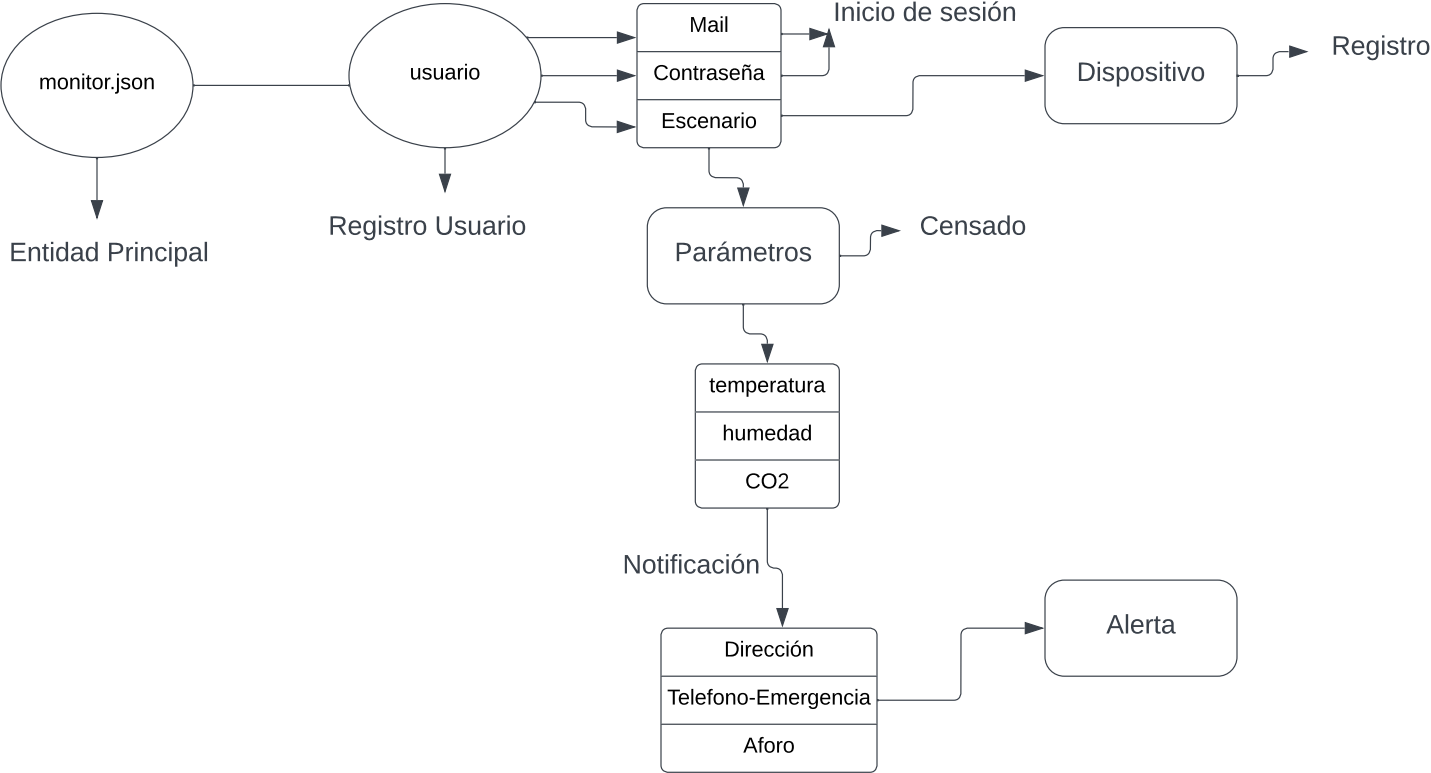 Inicio de sesión
Mail
monitor.json
usuario
Contraseña
Dispositivo
Registro
Escenario
Entidad Principal
Registro Usuario
Parámetros
Censado
temperatura
humedad
CO2
Notificación
Dirección
Telefono-Emergencia
Aforo
Alerta